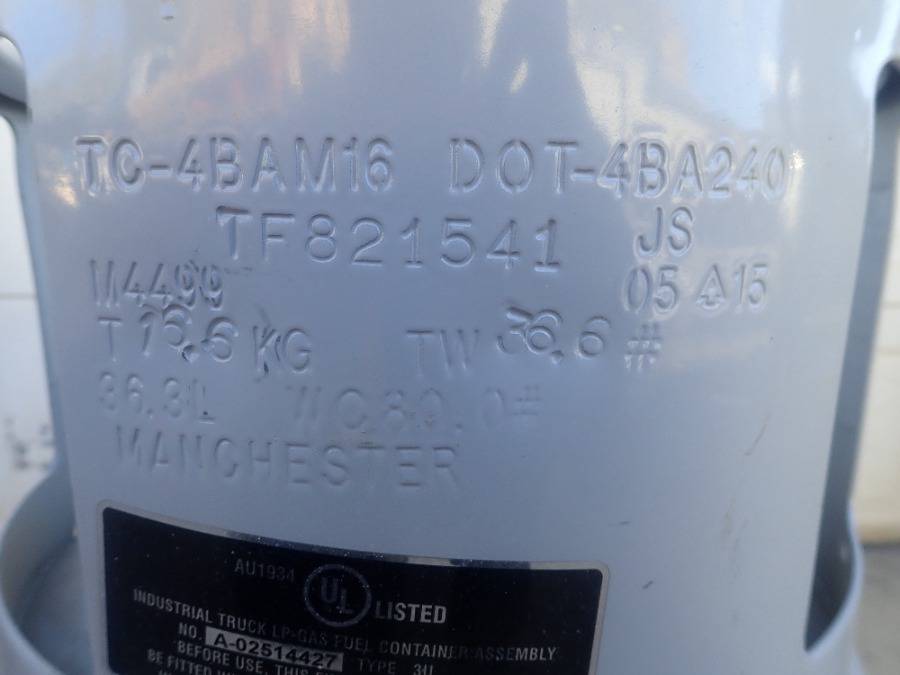 TC-4BAM16 DOT-4BA240
TF821541 JS
M4499 05 15
T 16.6 KG TW 36.6 #
36.3L WC80.0#
MANCHESTER
AU1934 UL LISTED
INDUSTRIAL TRUCK LP-GAS FUEL CONTAINER ASSEMBLY
NO. A-02514427 TYPE 3U
BEFORE USE, THIS
BE FITTED